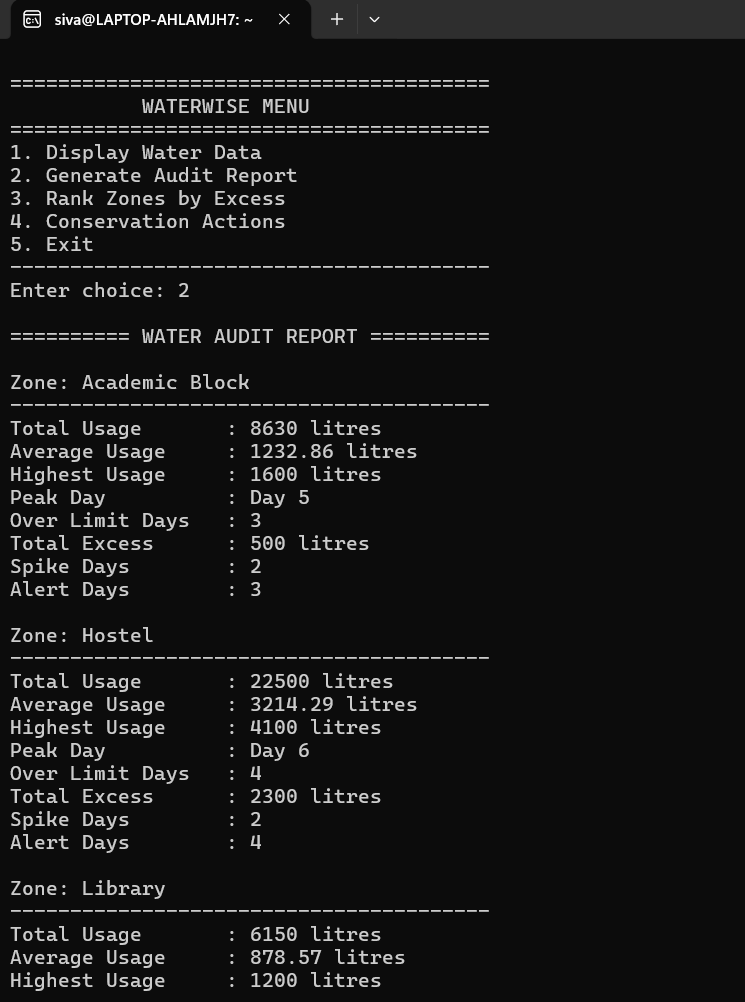 siva@LAPTOP-AHLAMJH7: ~
========================================
WATERWISE MENU
========================================
1. Display Water Data
2. Generate Audit Report
3. Rank Zones by Excess
4. Conservation Actions
5. Exit
----------------------------------------
Enter choice: 2
========== WATER AUDIT REPORT ==========
Zone: Academic Block
----------------------------------------
Total Usage : 8630 litres
Average Usage : 1232.86 litres
Highest Usage : 1600 litres
Peak Day : Day 5
Over Limit Days : 3
Total Excess : 500 litres
Spike Days : 2
Alert Days : 3
Zone: Hostel
----------------------------------------
Total Usage : 22500 litres
Average Usage : 3214.29 litres
Highest Usage : 4100 litres
Peak Day : Day 6
Over Limit Days : 4
Total Excess : 2300 litres
Spike Days : 2
Alert Days : 4
Zone: Library
----------------------------------------
Total Usage : 6150 litres
Average Usage : 878.57 litres
Highest Usage : 1200 litres